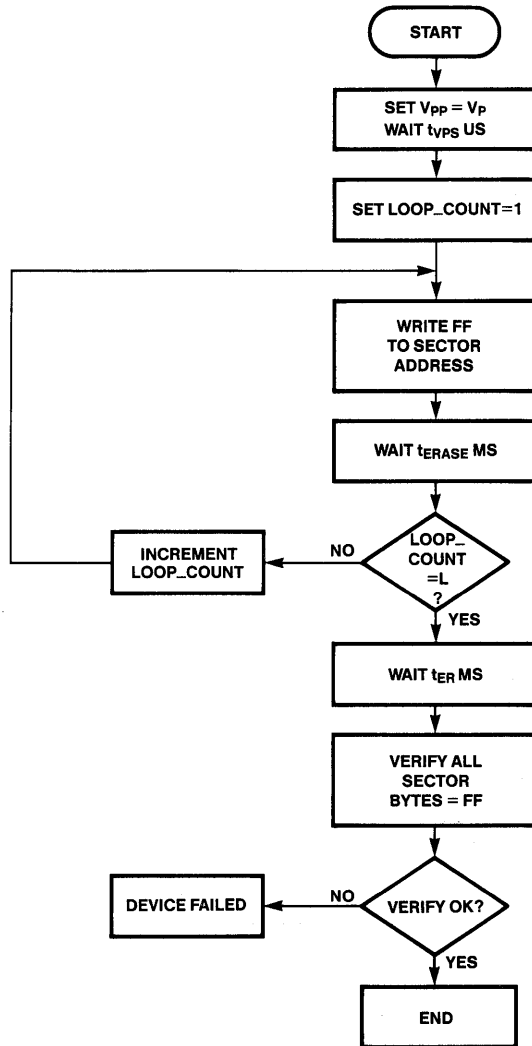 START
SET VPP = VP
WAIT tVPS US
SET LOOP_COUNT=1
WRITE FF
TO SECTOR
ADDRESS
WAIT tERASE MS
LOOP_
COUNT
=L
?
NO
INCREMENT
LOOP_COUNT
YES
WAIT tER MS
VERIFY ALL
SECTOR
BYTES = FF
VERIFY OK?
NO
DEVICE FAILED
YES
END